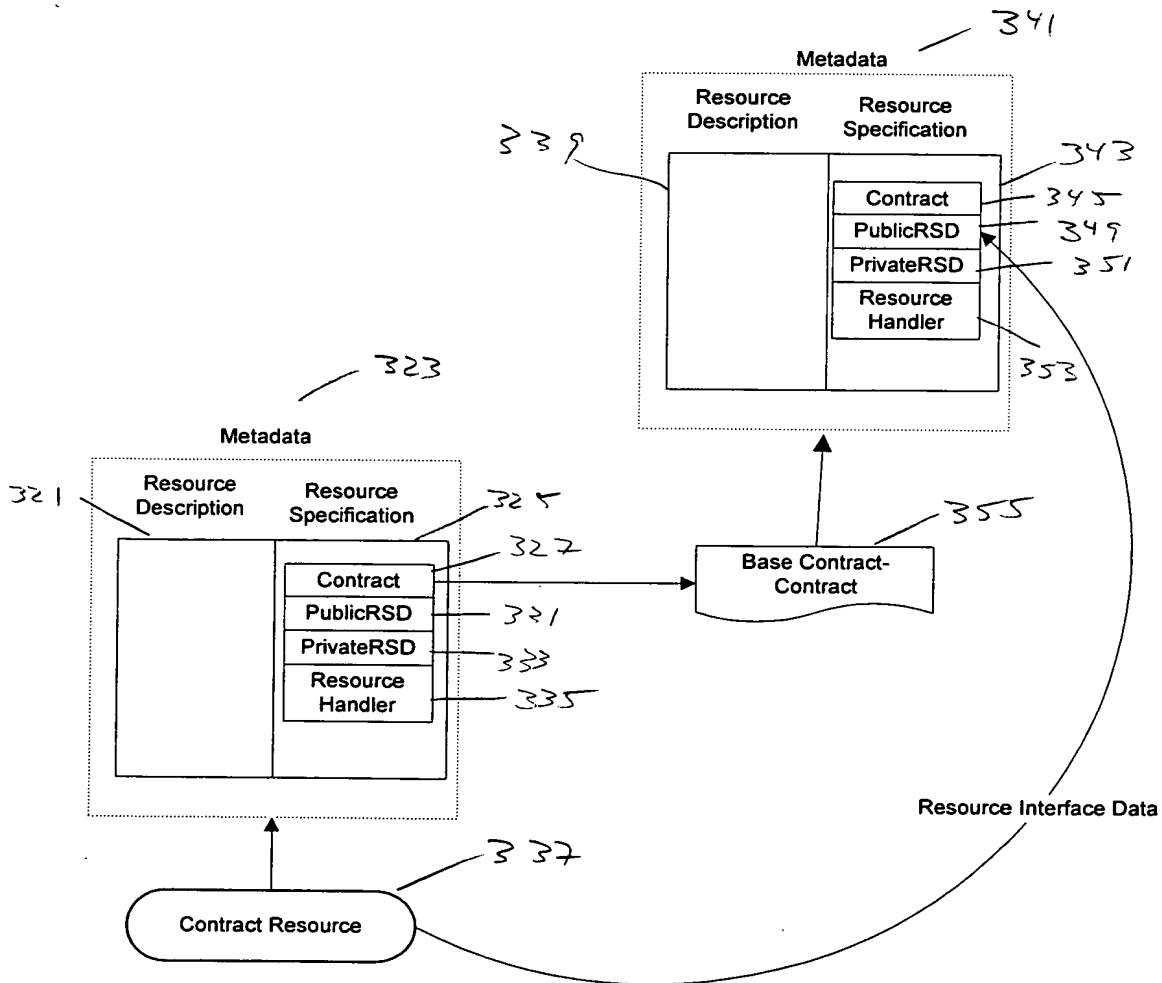 341
Metadata
Resource Description
Resource Specification
339
343
Contract
345
PublicRSD
349
PrivateRSD
351
Resource Handler
353
323
Metadata
321
Resource Description
Resource Specification
325
327
Contract
PublicRSD
321
PrivateRSD
333
Resource Handler
335
355
Base Contract-
Contract
Resource Interface Data
337
Contract Resource